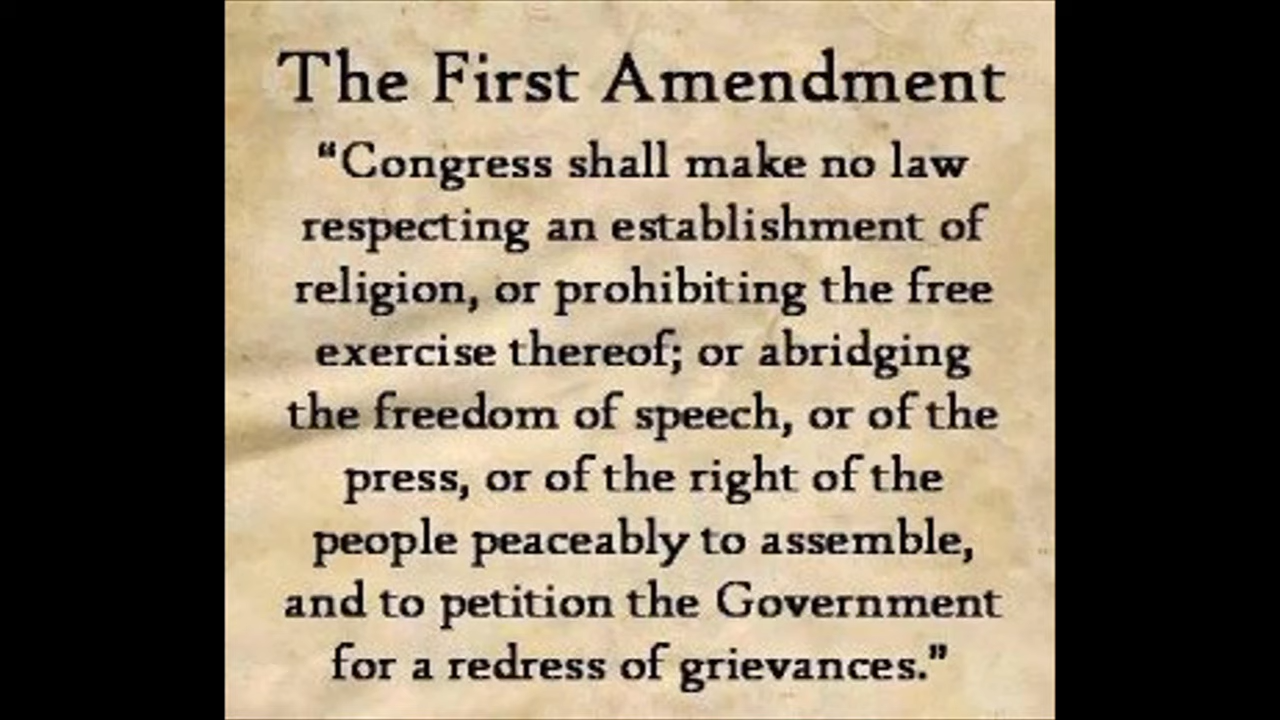 The First Amendment
“Congress shall make no law
respecting an establishment of
religion, or prohibiting the free
exercise thereof; or abridging
the freedom of speech, or of the
press, or of the right of the
people peaceably to assemble,
and to petition the Government
for a redress of grievances.”